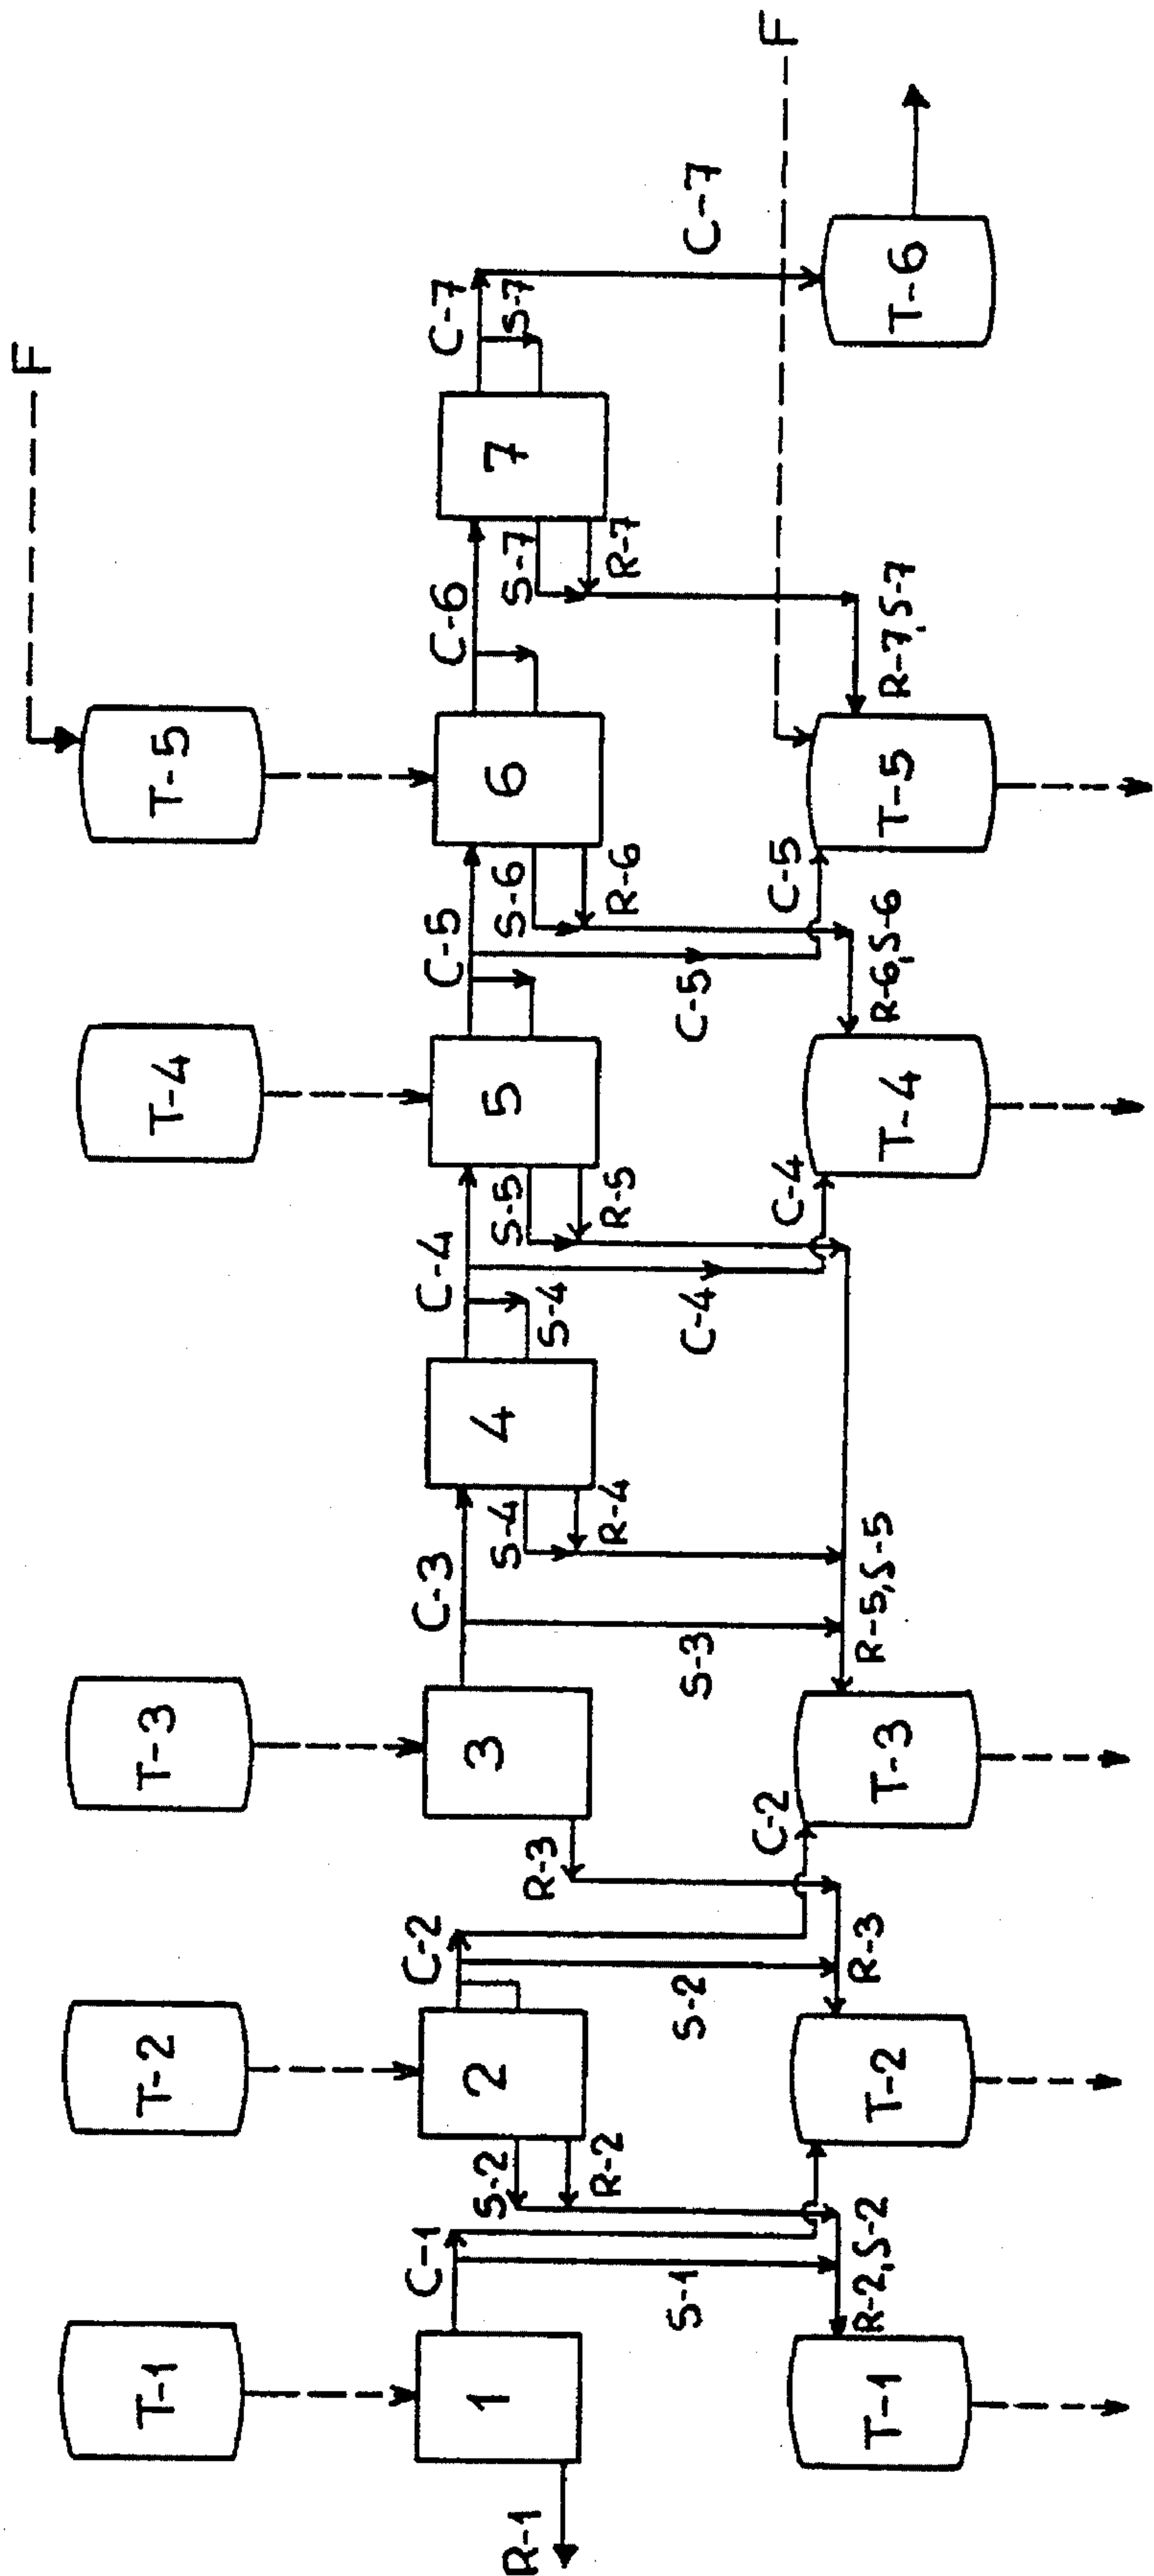 F
T-1
T-2
T-3
T-4
T-5
C-1
C-2
C-3
C-4
C-5
C-6
C-7
1
2
3
4
5
6
7
S-7
S-2
S-4
S-4
S-5
S-6
S-7
R-1
R-2
R-3
R-4
R-5
R-6
R-7
S-1
S-2
S-3
C-4
C-5
C-7
F
C-2
C-4
C-5
R-2, S-2
R-3
R-5, S-5
R-6, S-6
R-7, S-7
T-1
T-2
T-3
T-4
T-5
T-6